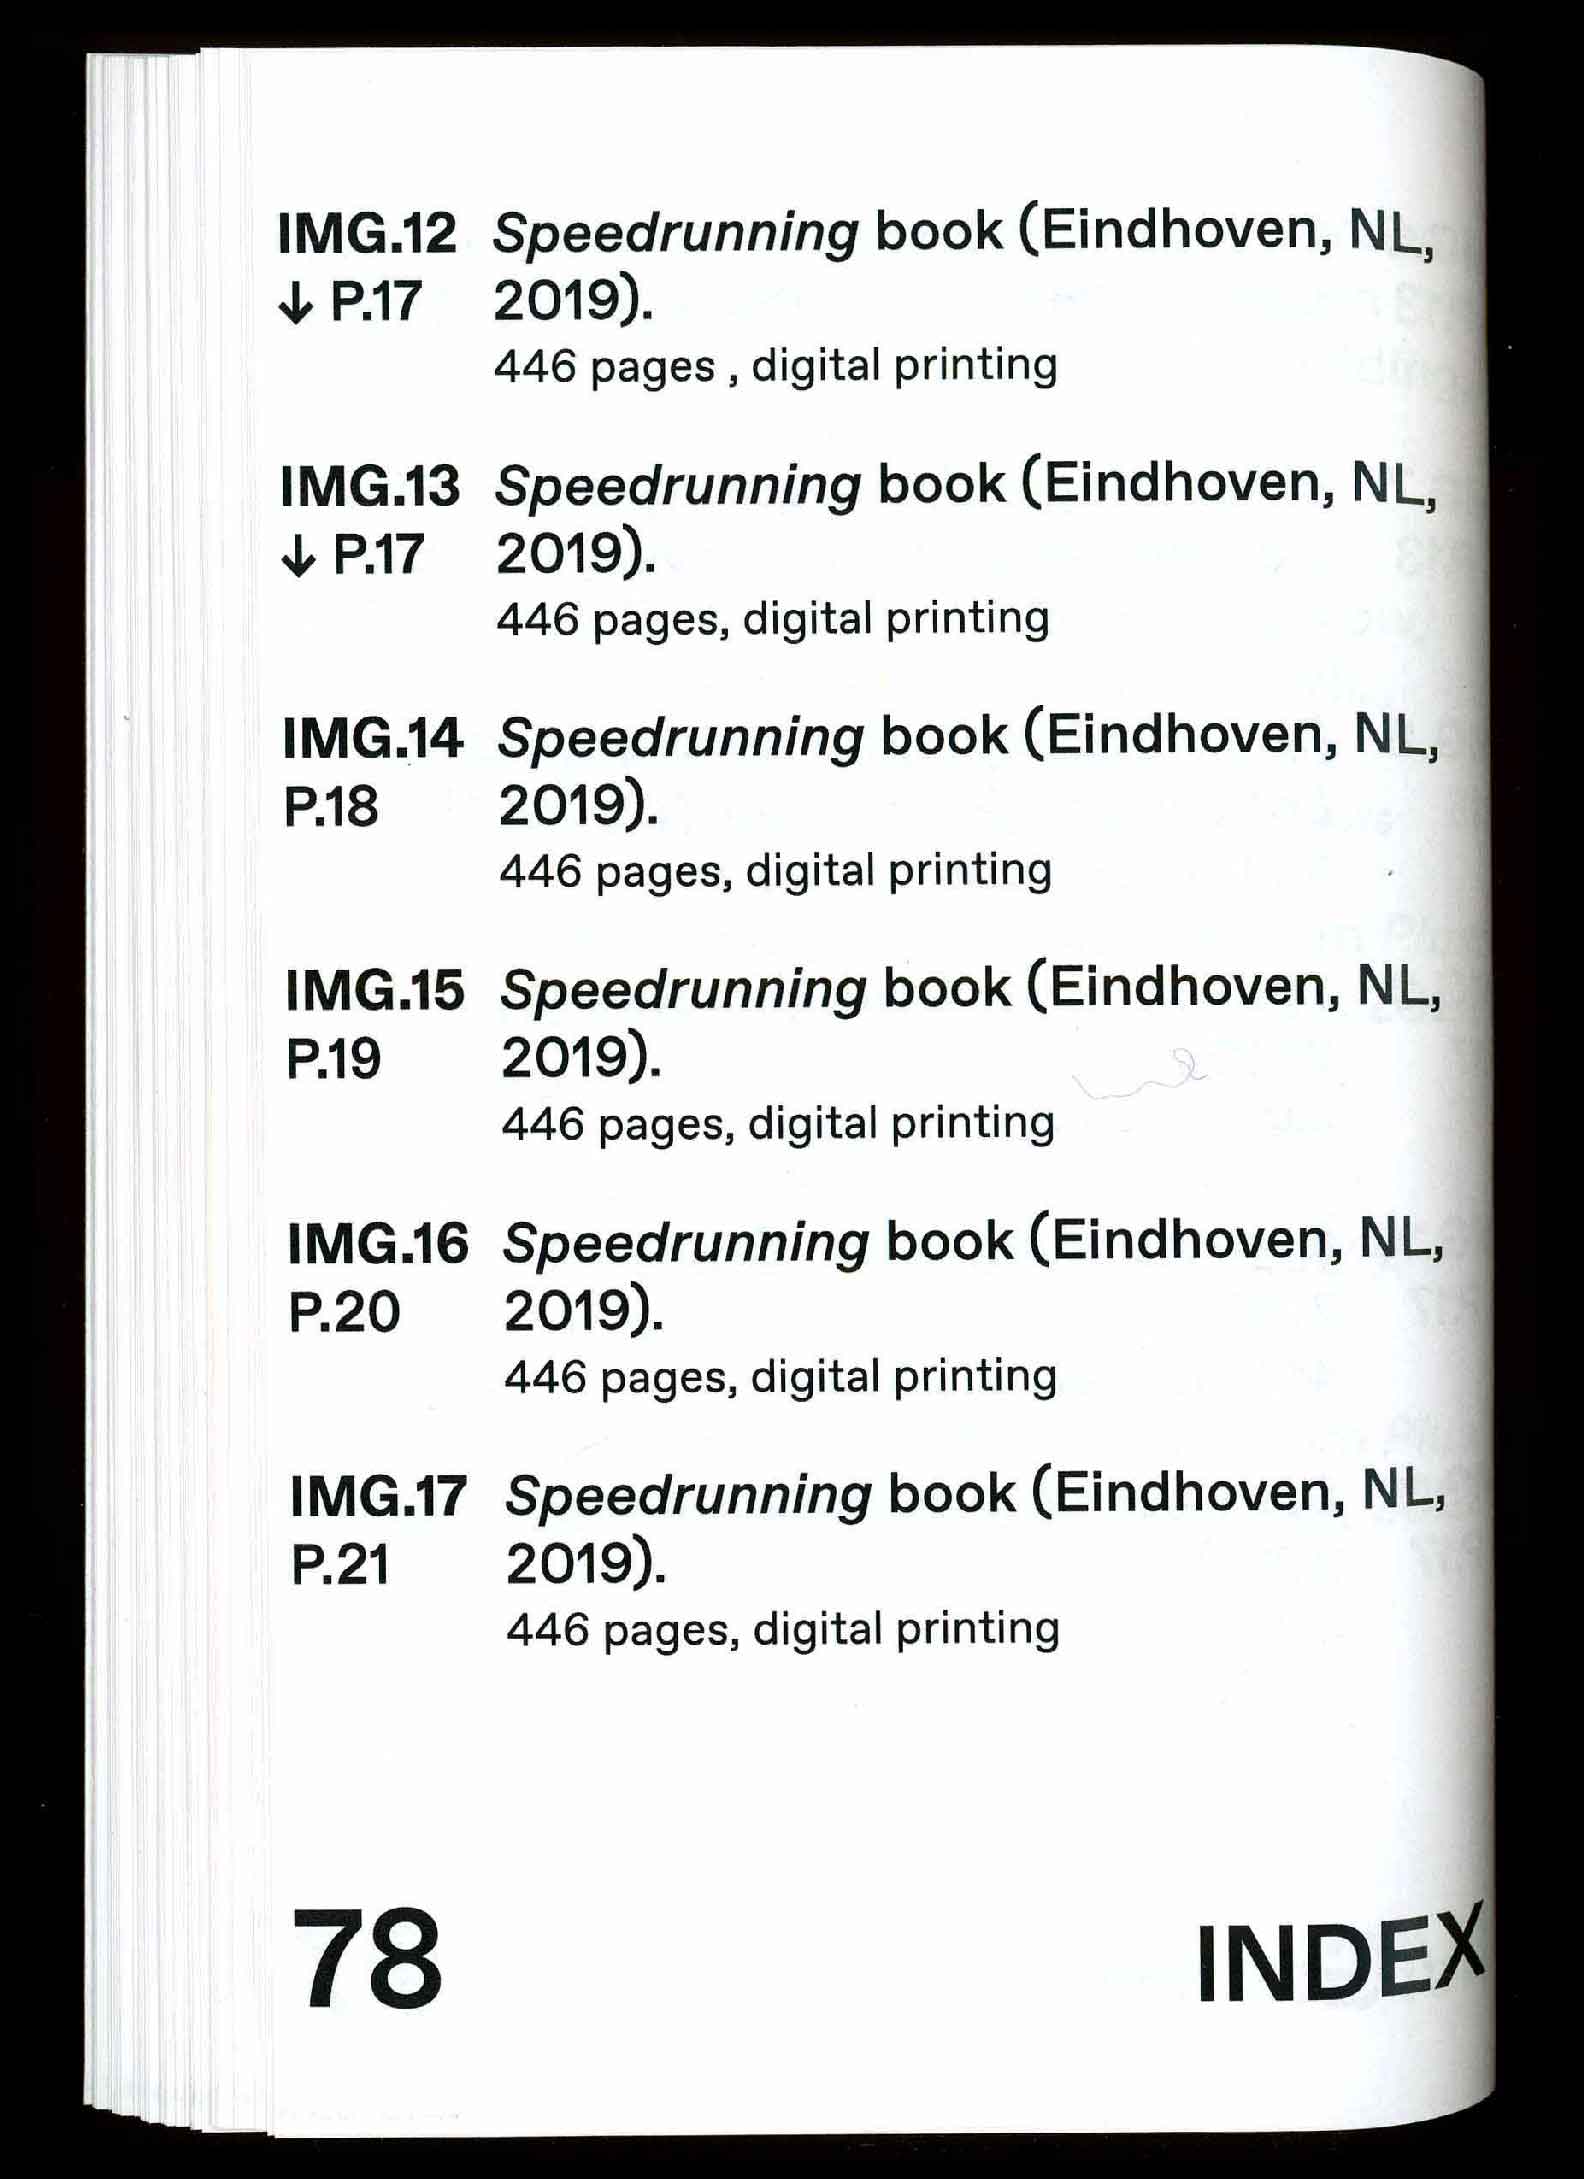 IMG.12 Speedrunning book (Eindhoven, NL,
↓ P.17 2019).
446 pages , digital printing
IMG.13 Speedrunning book (Eindhoven, NL,
↓ P.17 2019).
446 pages, digital printing
IMG.14 Speedrunning book (Eindhoven, NL,
P.18 2019).
446 pages, digital printing
IMG.15 Speedrunning book (Eindhoven, NL,
P.19 2019).
446 pages, digital printing
IMG.16 Speedrunning book (Eindhoven, NL,
P.20 2019).
446 pages, digital printing
IMG.17 Speedrunning book (Eindhoven, NL,
P.21 2019).
446 pages, digital printing
78 INDEX